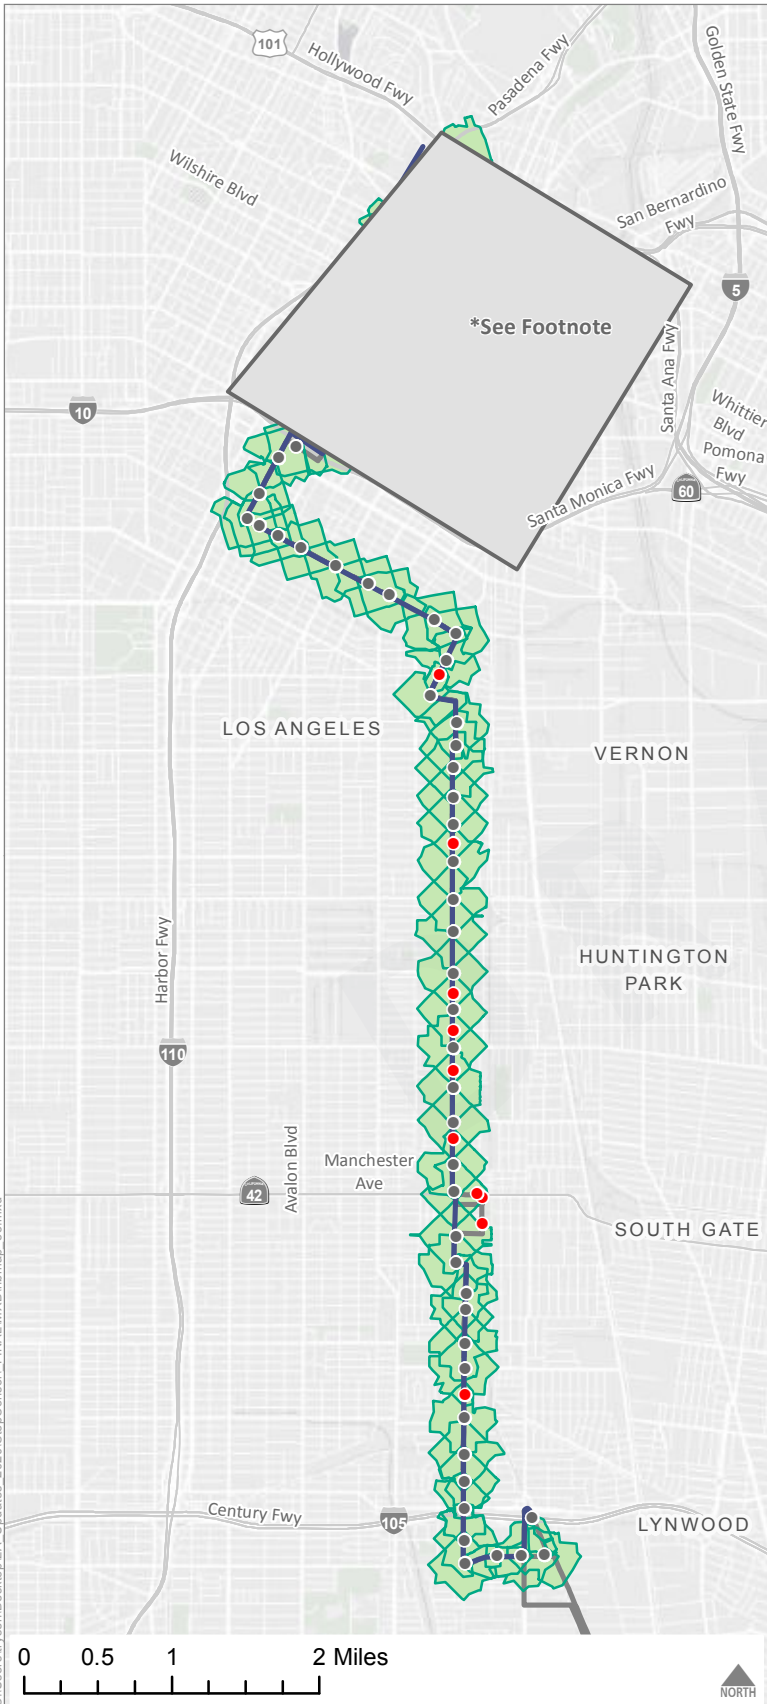 101
Hollywood Fwy
Pasadena Fwy
Golden State Fwy
Wilshire Blvd
San Bernardino
Fwy
5
*See Footnote
Santa Ana Fwy
10
Whittier
Blvd
Pomona
Fwy
60
Santa Monica Fwy
LOS ANGELES
VERNON
Harbor Fwy
HUNTINGTON
PARK
110
Avalon Blvd
Manchester
Ave
42
SOUTH GATE
Century Fwy
105
LYNWOOD
0 0.5 1 2 Miles
NORTH